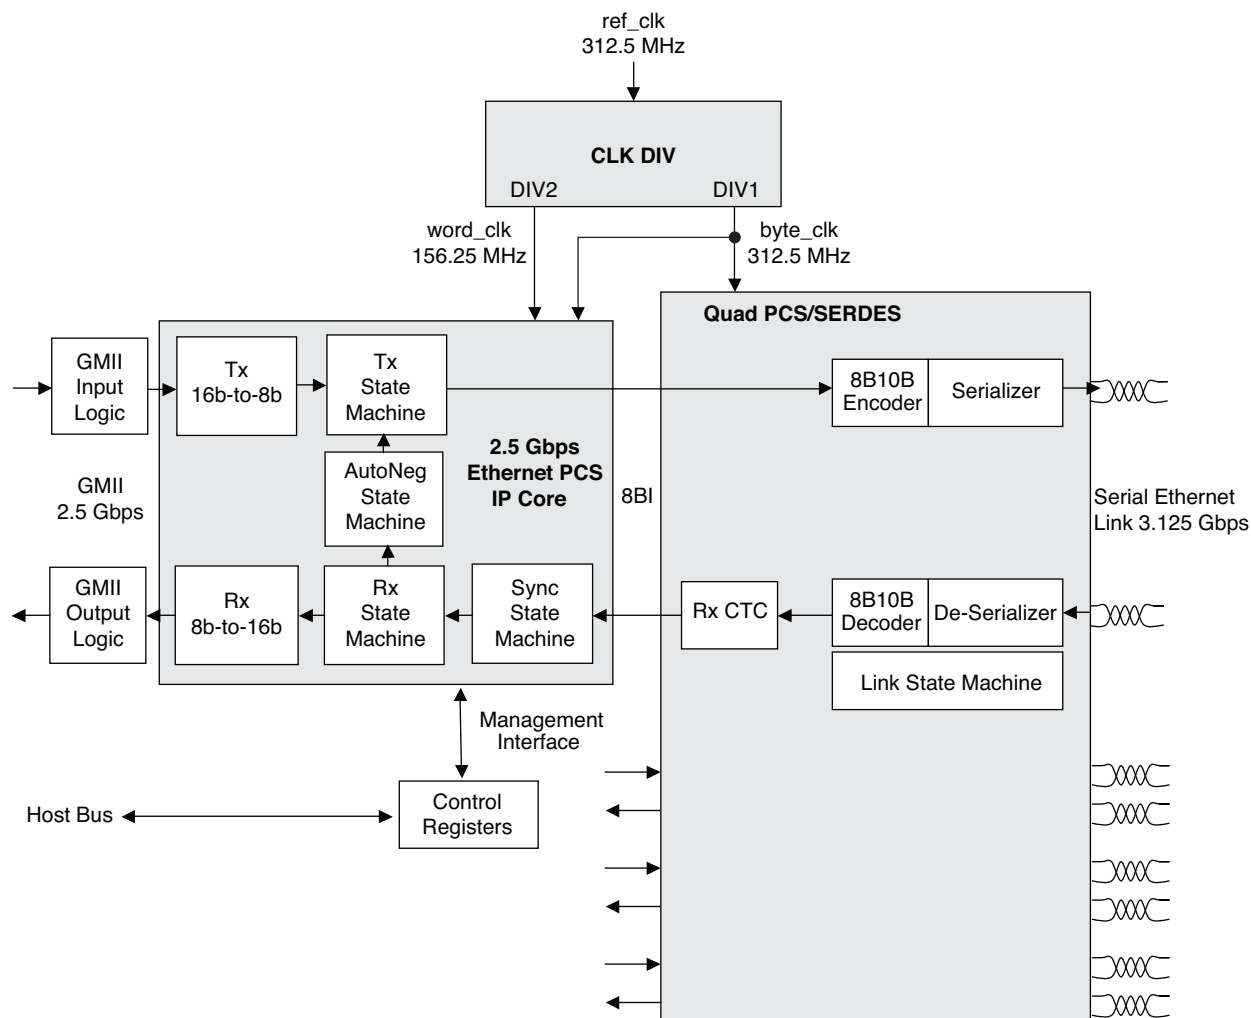 ref_clk
312.5 MHz
CLK DIV
DIV2
DIV1
word_clk
156.25 MHz
byte_clk
312.5 MHz
Quad PCS/SERDES
GMII
Input
Logic
Tx
16b-to-8b
Tx
State
Machine
8B10B
Encoder
Serializer
2.5 Gbps
Ethernet PCS
IP Core
AutoNeg
State
Machine
GMII
2.5 Gbps
8BI
Serial Ethernet
Link 3.125 Gbps
GMII
Output
Logic
Rx
8b-to-16b
Rx
State
Machine
Sync
State
Machine
Rx CTC
8B10B
Decoder
De-Serializer
Link State Machine
Management
Interface
Host Bus
Control
Registers